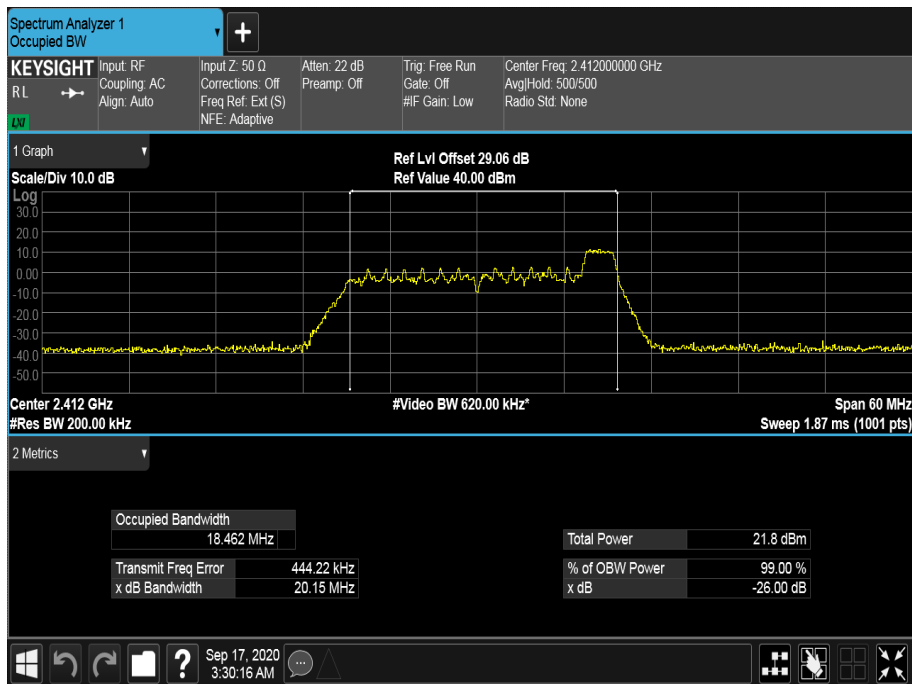 Spectrum Analyzer 1
Occupied BW
+
KEYSIGHT
RL
LXI
Input: RF
Coupling: AC
Align: Auto
Input Z: 50 Ω
Corrections: Off
Freq Ref: Ext (S)
NFE: Adaptive
Atten: 22 dB
Preamp: Off
Trig: Free Run
Gate: Off
#IF Gain: Low
Center Freq: 2.412000000 GHz
Avg|Hold: 500/500
Radio Std: None
1 Graph
Scale/Div 10.0 dB
Ref Lvl Offset 29.06 dB
Ref Value 40.00 dBm
Log
30.0
20.0
10.0
0.00
-10.0
-20.0
-30.0
-40.0
-50.0
Center 2.412 GHz
#Res BW 200.00 kHz
#Video BW 620.00 kHz*
Span 60 MHz
Sweep 1.87 ms (1001 pts)
2 Metrics
Occupied Bandwidth
18.462 MHz
Transmit Freq Error 444.22 kHz
x dB Bandwidth 20.15 MHz
Total Power 21.8 dBm
% of OBW Power 99.00 %
x dB -26.00 dB
?
Sep 17, 2020
3:30:16 AM